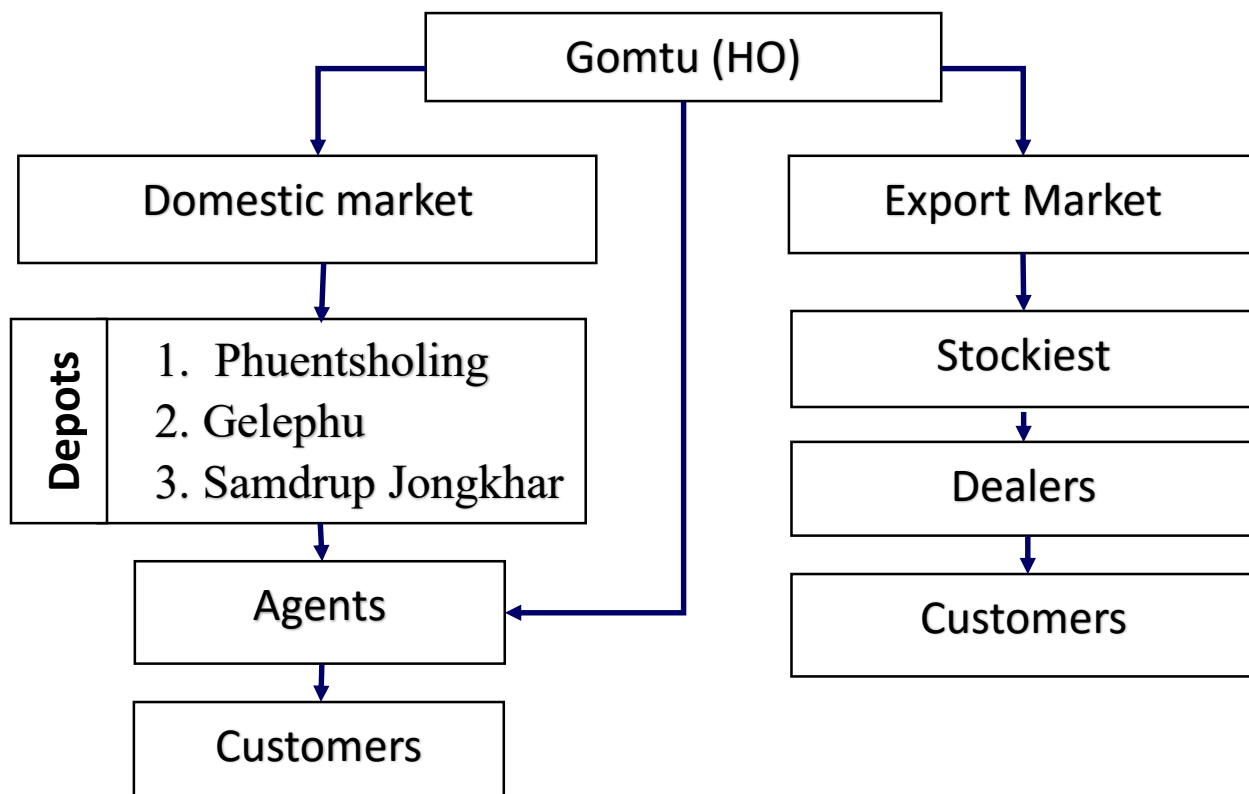 Gomtu (HO)
Domestic market
Export Market
Depots
1. Phuentsholing
2. Gelephu
3. Samdrup Jongkhar
Stockiest
Dealers
Agents
Customers
Customers